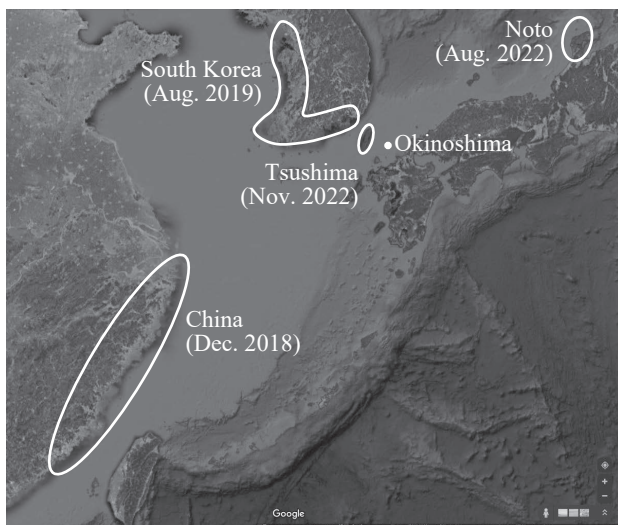 Noto
(Aug. 2022)
South Korea
(Aug. 2019)
Okinoshima
Tsushima
(Nov. 2022)
China
(Dec. 2018)
Google